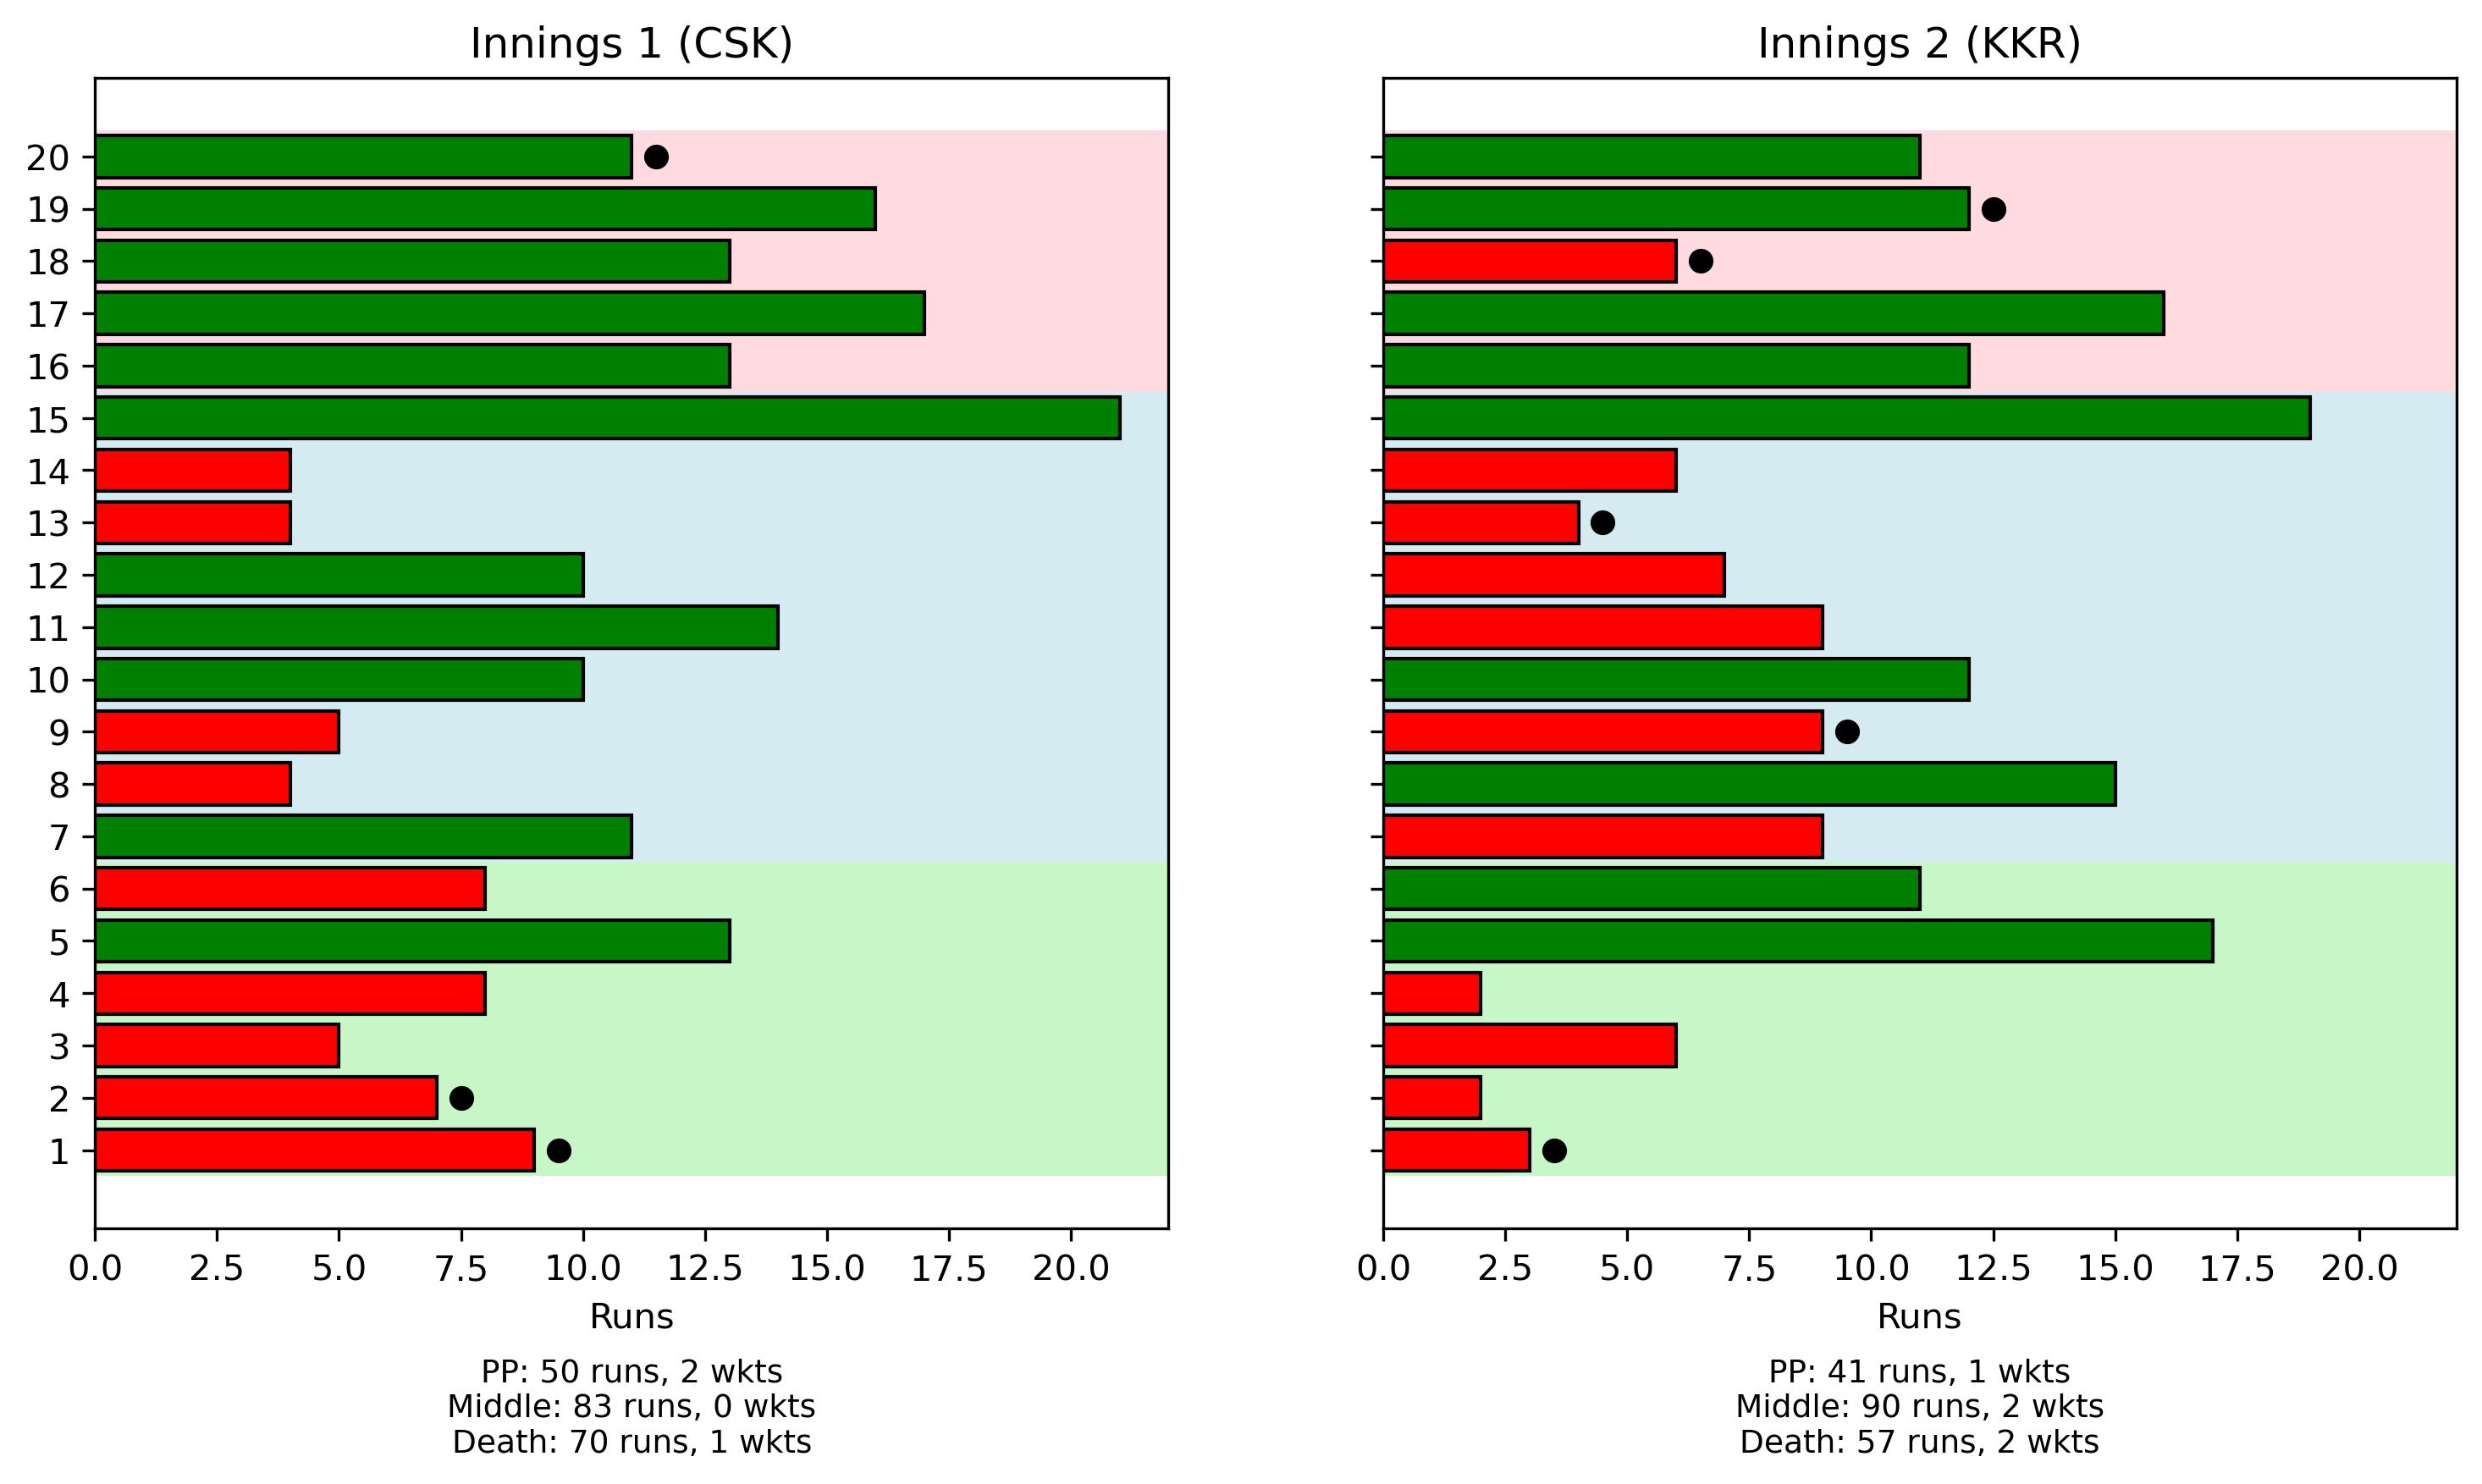 Innings 1 (CSK)
20
19
18
17
16
15
14
13
12
11
10
9
8
7
6
5
4
3
2
1
0.0 2.5 5.0 7.5 10.0 12.5 15.0 17.5 20.0
Runs
PP: 50 runs, 2 wkts
Middle: 83 runs, 0 wkts
Death: 70 runs, 1 wkts
Innings 2 (KKR)
0.0 2.5 5.0 7.5 10.0 12.5 15.0 17.5 20.0
Runs
PP: 41 runs, 1 wkts
Middle: 90 runs, 2 wkts
Death: 57 runs, 2 wkts